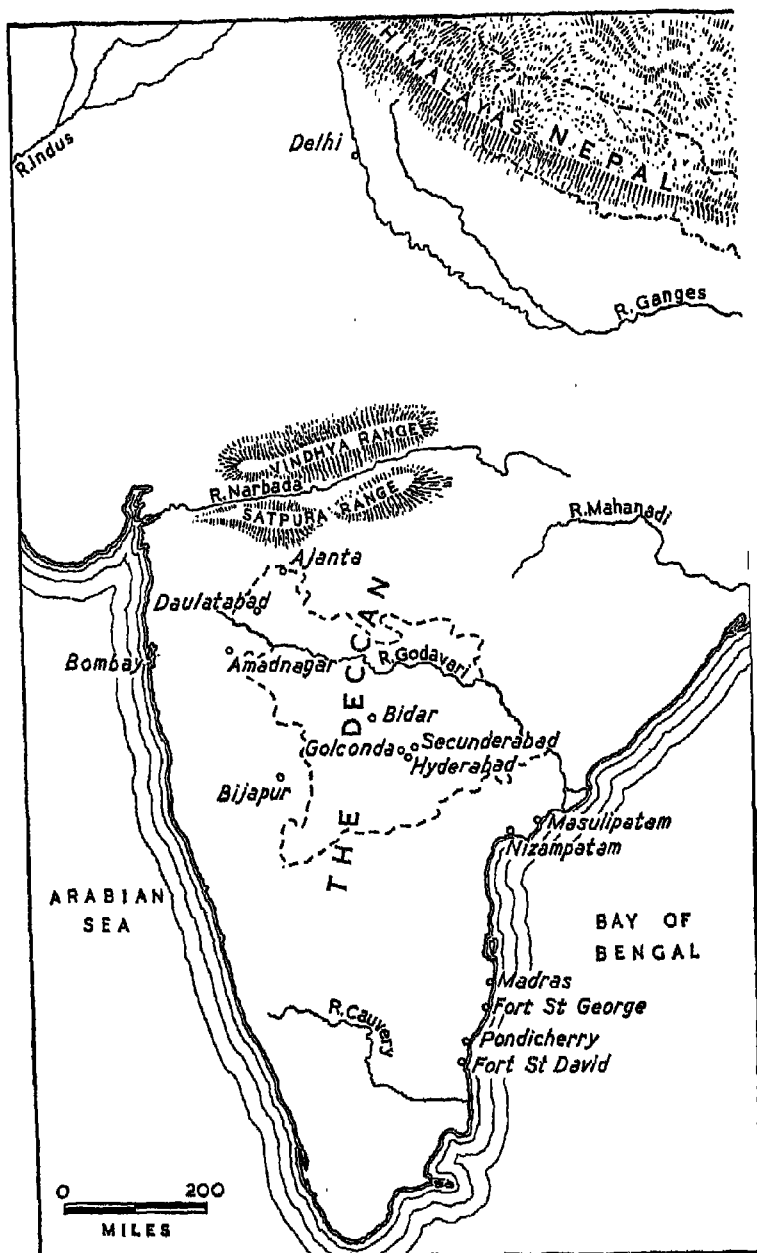 HIMALAYAS
NEPAL
R.Indus
Delhi
R.Ganges
VINDHYA RANGE
R.Narbada
SATPURA RANGE
R.Mahanadi
Ajanta
Daulatabad
THE DECCAN
Bombay
Amadnagar
R.Godavari
Bidar
Golconda
Secunderabad
Hyderabad
Bijapur
Masulipatam
Nizampatam
ARABIAN
SEA
BAY OF
BENGAL
Madras
Fort St George
R.Cauvery
Pondicherry
Fort St David
0 200
MILES